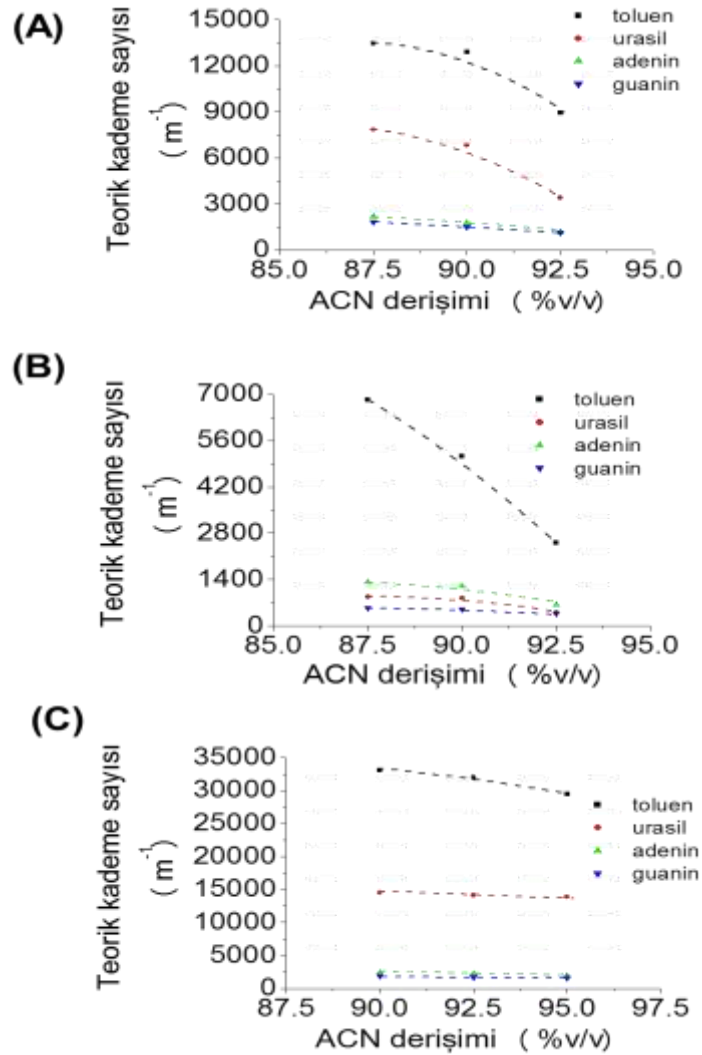 (A)
Teorik kademe sayısı
( m⁻¹)
15000
12000
9000
6000
3000
0
85.0 87.5 90.0 92.5 95.0
ACN derişimi ( %v/v)
toluen
urasil
adenin
guanin
(B)
Teorik kademe sayısı
( m⁻¹)
7000
5600
4200
2800
1400
0
85.0 87.5 90.0 92.5 95.0
ACN derişimi ( %v/v)
toluen
urasil
adenin
guanin
(C)
Teorik kademe sayısı
( m⁻¹)
35000
30000
25000
20000
15000
10000
5000
0
87.5 90.0 92.5 95.0 97.5
ACN derişimi ( %v/v)
toluen
urasil
adenin
guanin